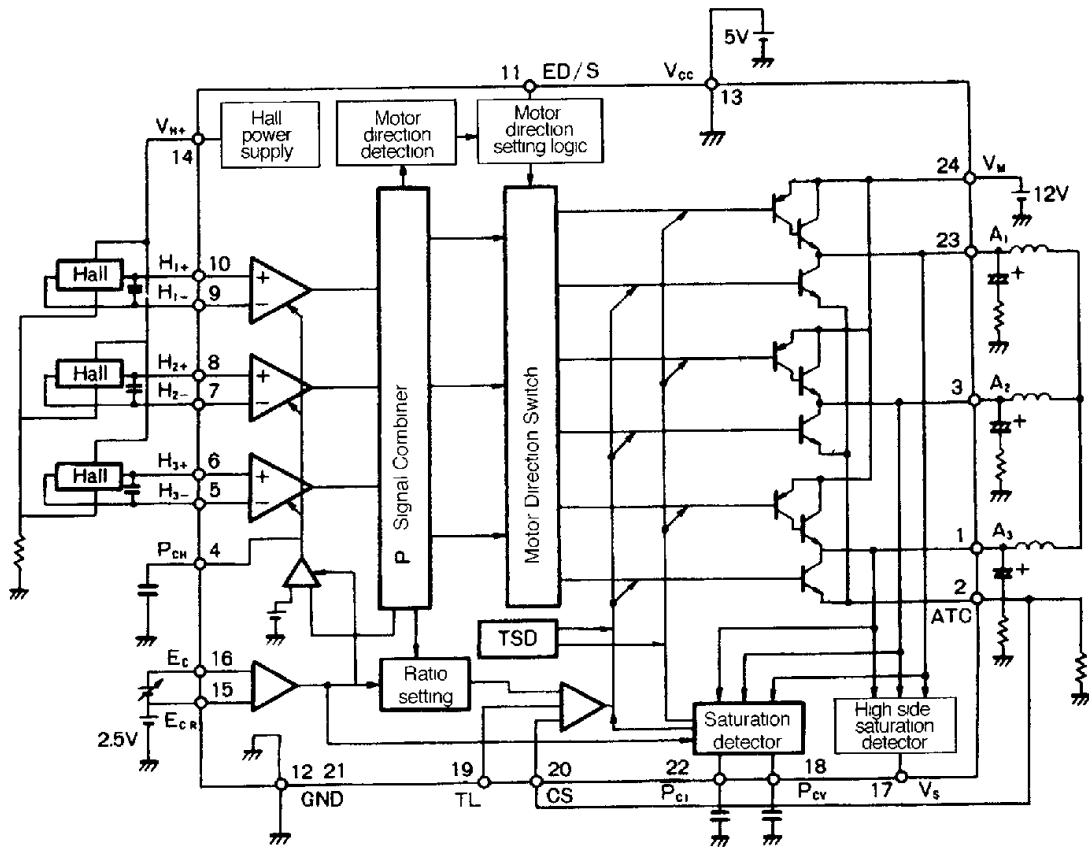 5V
11
ED/S
VCC
13
VH+
14
Hall
power
supply
Motor
direction
detection
Motor
direction
setting logic
24
VM
12V
23
A1
+
Hall
H1+
10
+
H1−
9
−
Hall
H2+
8
+
H2−
7
−
3
A2
+
Hall
H3+
6
+
H3−
5
−
P Signal Combiner
Motor Direction Switch
1
A3
+
PCH
4
2
ATC
TSD
EC
16
15
ECR
2.5V
Ratio
setting
Saturation
detector
High side
saturation
detector
12
21
GND
19
TL
20
CS
22
PCI
18
PCV
17
VS